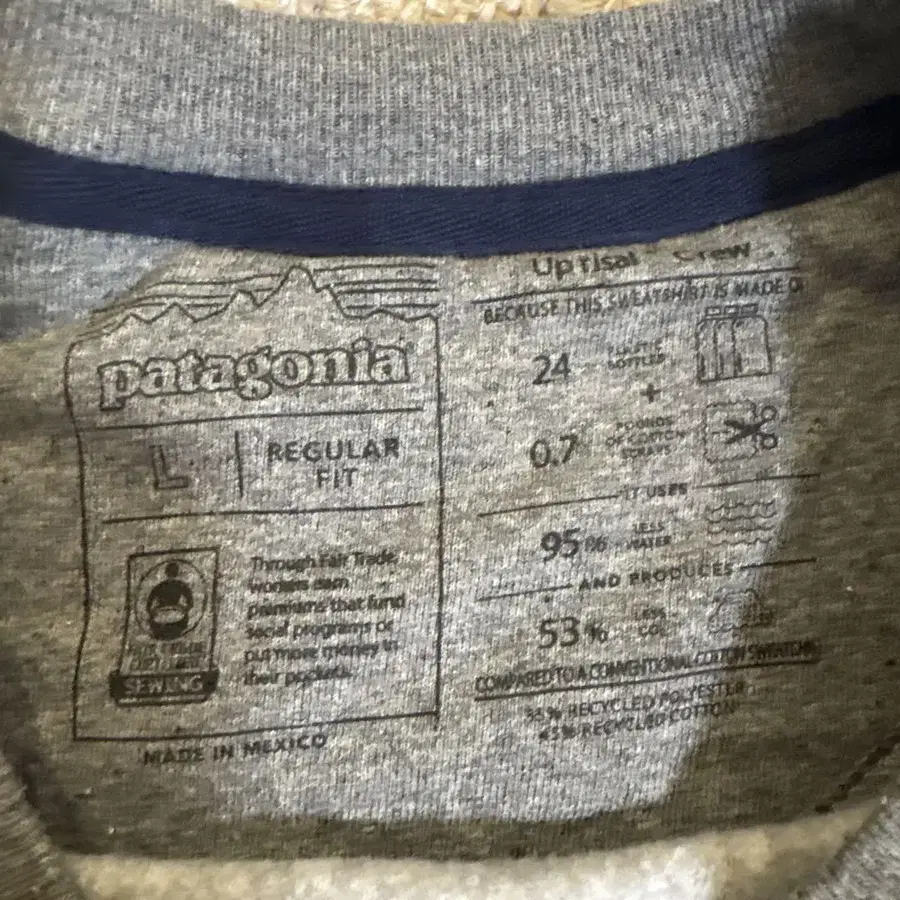 patagonia
L
REGULAR
FIT
Through Fair Trade,
workers earn
premiums that fund
social programs or
put more money in
their pockets.
SEWING
MADE IN MEXICO
Uprisal Crew
BECAUSE THIS SWEATSHIRT IS MADE O
24 PLASTIC
BOTTLES
+
0.7 POUNDS
OF COTTON
SCRAPS
IT USES
95% LESS
WATER
AND PRODUCES
53%
CO₂
COMPARED TO A CONVENTIONAL COTTON SWEATSH
RECYCLED POLYESTER
RECYCLED COTTON